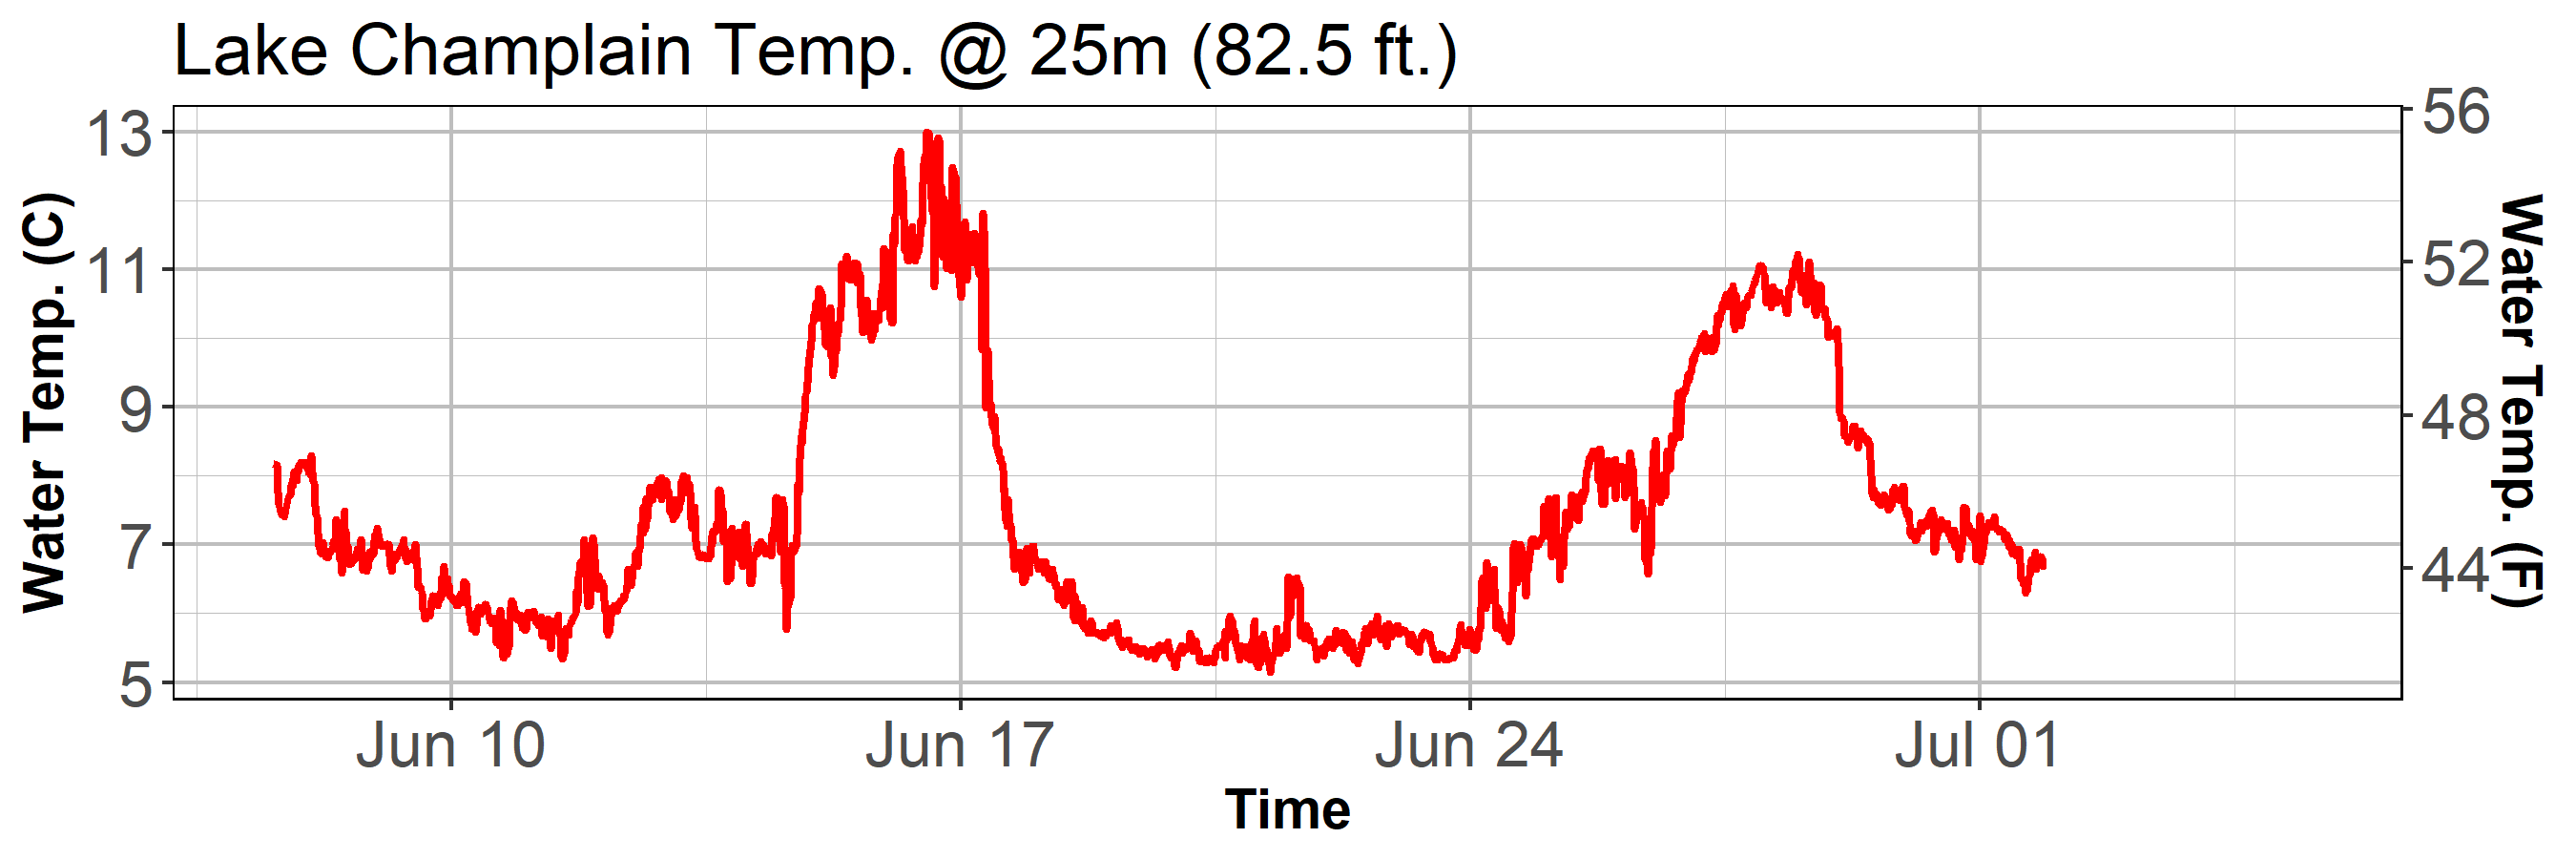 Lake Champlain Temp. @ 25m (82.5 ft.)
Water Temp. (C)
13
11
9
7
5
56
52
48
44
Water Temp. (F)
Jun 10 Jun 17 Jun 24 Jul 01
Time